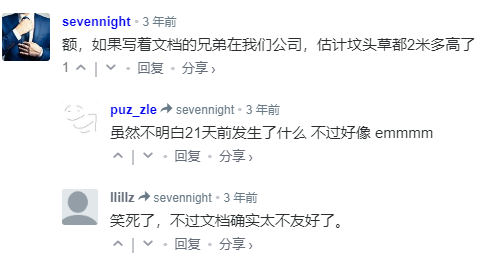 sevennight • 3 年前
额，如果写着文档的兄弟在我们公司，估计坟头草都2米多高了
1 | • 回复 • 分享 ›
puz_zle sevennight • 3 年前
虽然不明白21天前发生了什么 不过好像 emmmm
| • 回复 • 分享 ›
llillz sevennight • 3 年前
笑死了，不过文档确实太不友好了。
| • 回复 • 分享 ›